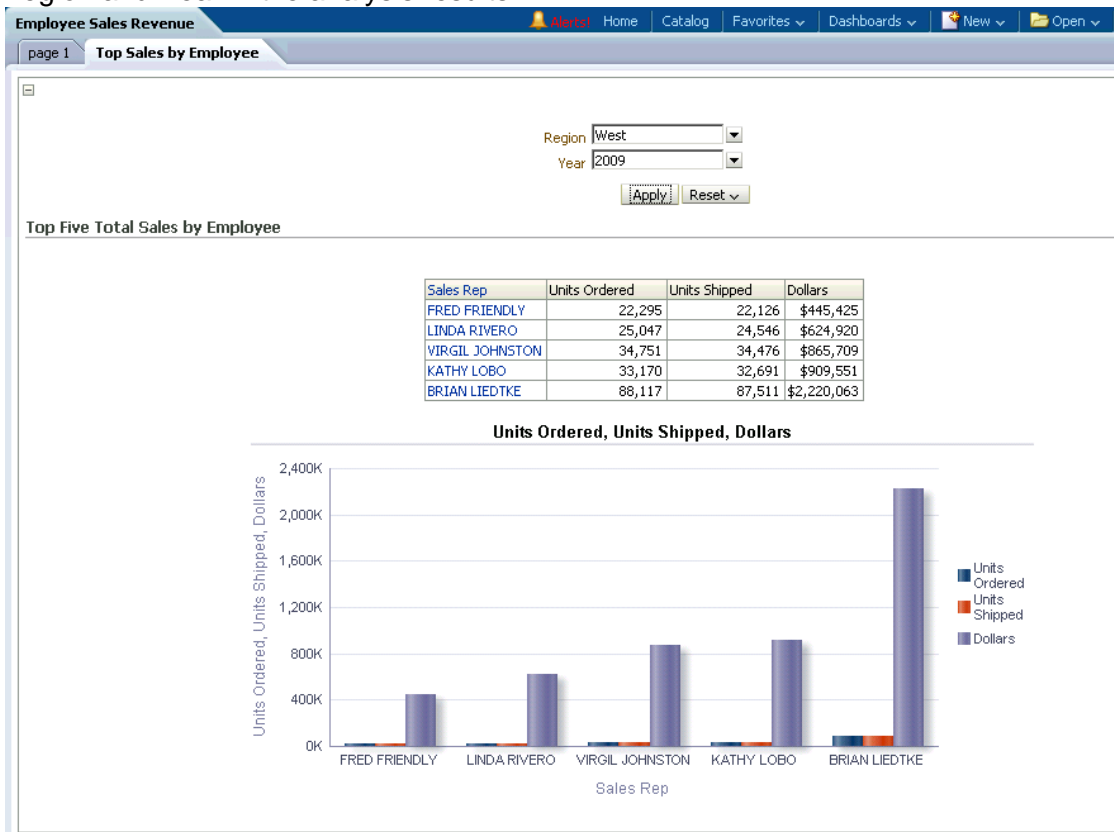 Employee Sales Revenue
Alerts! Home Catalog Favorites Dashboards New Open
page 1 Top Sales by Employee
Region West
Year 2009
Apply Reset
Top Five Total Sales by Employee
Sales Rep Units Ordered Units Shipped Dollars
FRED FRIENDLY 22,295 22,126 $445,425
LINDA RIVERO 25,047 24,546 $624,920
VIRGIL JOHNSTON 34,751 34,476 $865,709
KATHY LOBO 33,170 32,691 $909,551
BRIAN LIEDTKE 88,117 87,511 $2,220,063
Units Ordered, Units Shipped, Dollars
Units Ordered, Units Shipped, Dollars
2,400K
2,000K
1,600K
1,200K
800K
400K
0K
FRED FRIENDLY LINDA RIVERO VIRGIL JOHNSTON KATHY LOBO BRIAN LIEDTKE
Sales Rep
Units
Ordered
Units
Shipped
Dollars